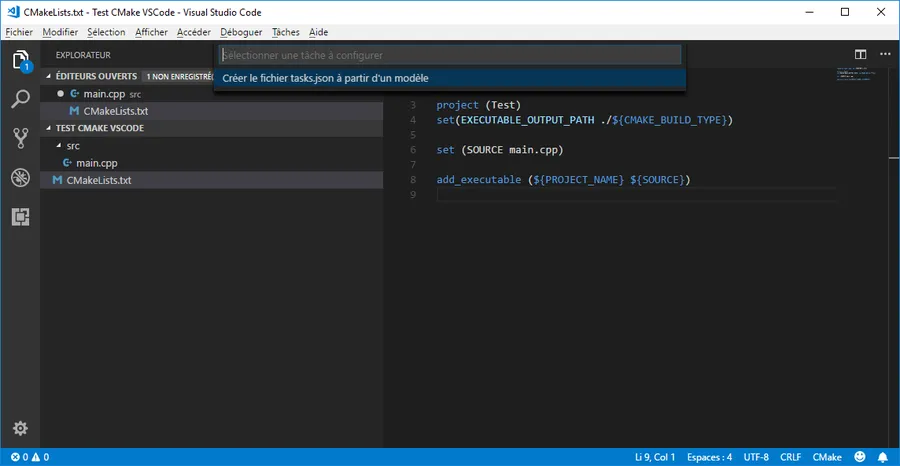 CMakeLists.txt - Test CMake VSCode - Visual Studio Code
Fichier Modifier Sélection Afficher Accéder Déboguer Tâches Aide
EXPLORATEUR
Sélectionner une tâche à configurer
Créer le fichier tasks.json à partir d'un modèle
1
ÉDITEURS OUVERTS 1 NON ENREGISTRÉ(
main.cpp src
CMakeLists.txt
TEST CMAKE VSCODE
src
main.cpp
CMakeLists.txt
3 project (Test)
4 set(EXECUTABLE_OUTPUT_PATH ./${CMAKE_BUILD_TYPE})
5
6 set (SOURCE main.cpp)
7
8 add_executable (${PROJECT_NAME} ${SOURCE})
9
0 0 Li 9, Col 1 Espaces : 4 UTF-8 CRLF CMake